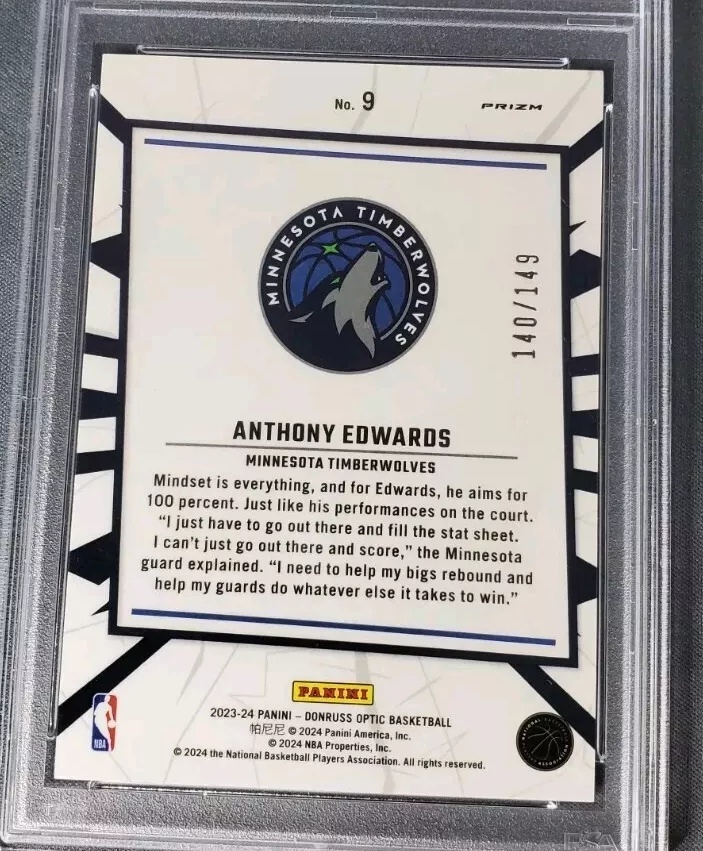 No. 9
PRIZM
MINNESOTA TIMBERWOLVES
140/149
ANTHONY EDWARDS
MINNESOTA TIMBERWOLVES
Mindset is everything, and for Edwards, he aims for
100 percent. Just like his performances on the court.
“I just have to go out there and fill the stat sheet.
I can’t just go out there and score,” the Minnesota
guard explained. “I need to help my bigs rebound and
help my guards do whatever else it takes to win.”
PANINI
2023-24 PANINI – DONRUSS OPTIC BASKETBALL
帕尼尼 © 2024 Panini America, Inc.
© 2024 NBA Properties, Inc.
© 2024 the National Basketball Players Association. All rights reserved.
NBA
NATIONAL BASKETBALL
ASSOCIATION